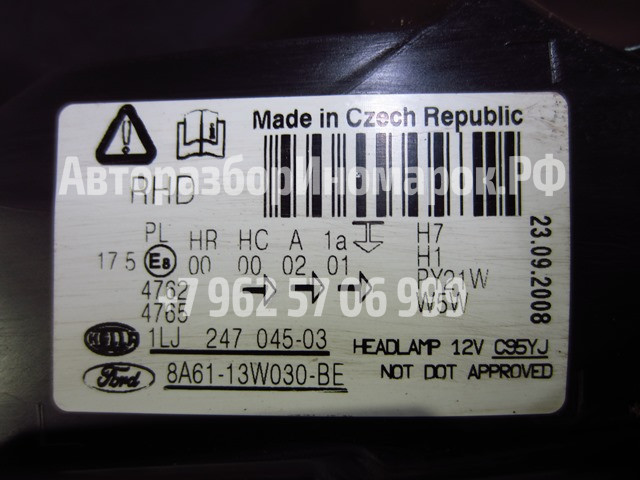 Made in Czech Republic
АвторазборИномарок.РФ
RHD
PL HR HC A 1a H7
17 5 E8 00 00 02 01 H1
4762 PY21W
4765 W5W
+7 962 57 06
23.09.2008
HELLA 1LJ 247 045-03
HEADLAMP 12V C95YJ
Ford 8A61-13W030-BE
NOT DOT APPROVED